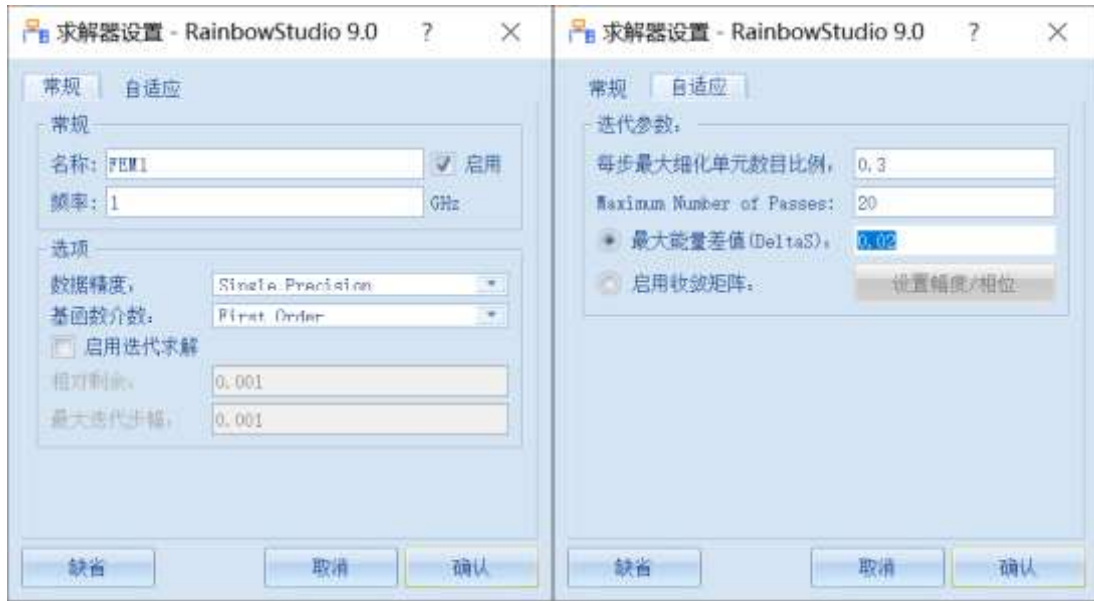 求解器设置 - RainbowStudio 9.0 ? ×
常规 自适应
常规
名称: FEM1 启用
频率: 1 GHz
选项
数据精度: Single Precision
基函数介数: First Order
启用迭代求解
相对剩余: 0.001
最大迭代步幅: 0.001
缺省 取消 确认
求解器设置 - RainbowStudio 9.0 ? ×
常规 自适应
迭代参数:
每步最大细化单元数目比例: 0.3
Maximum Number of Passes: 20
最大能量差值(DeltaS): 0.02
启用收敛矩阵: 设置幅度/相位
缺省 取消 确认